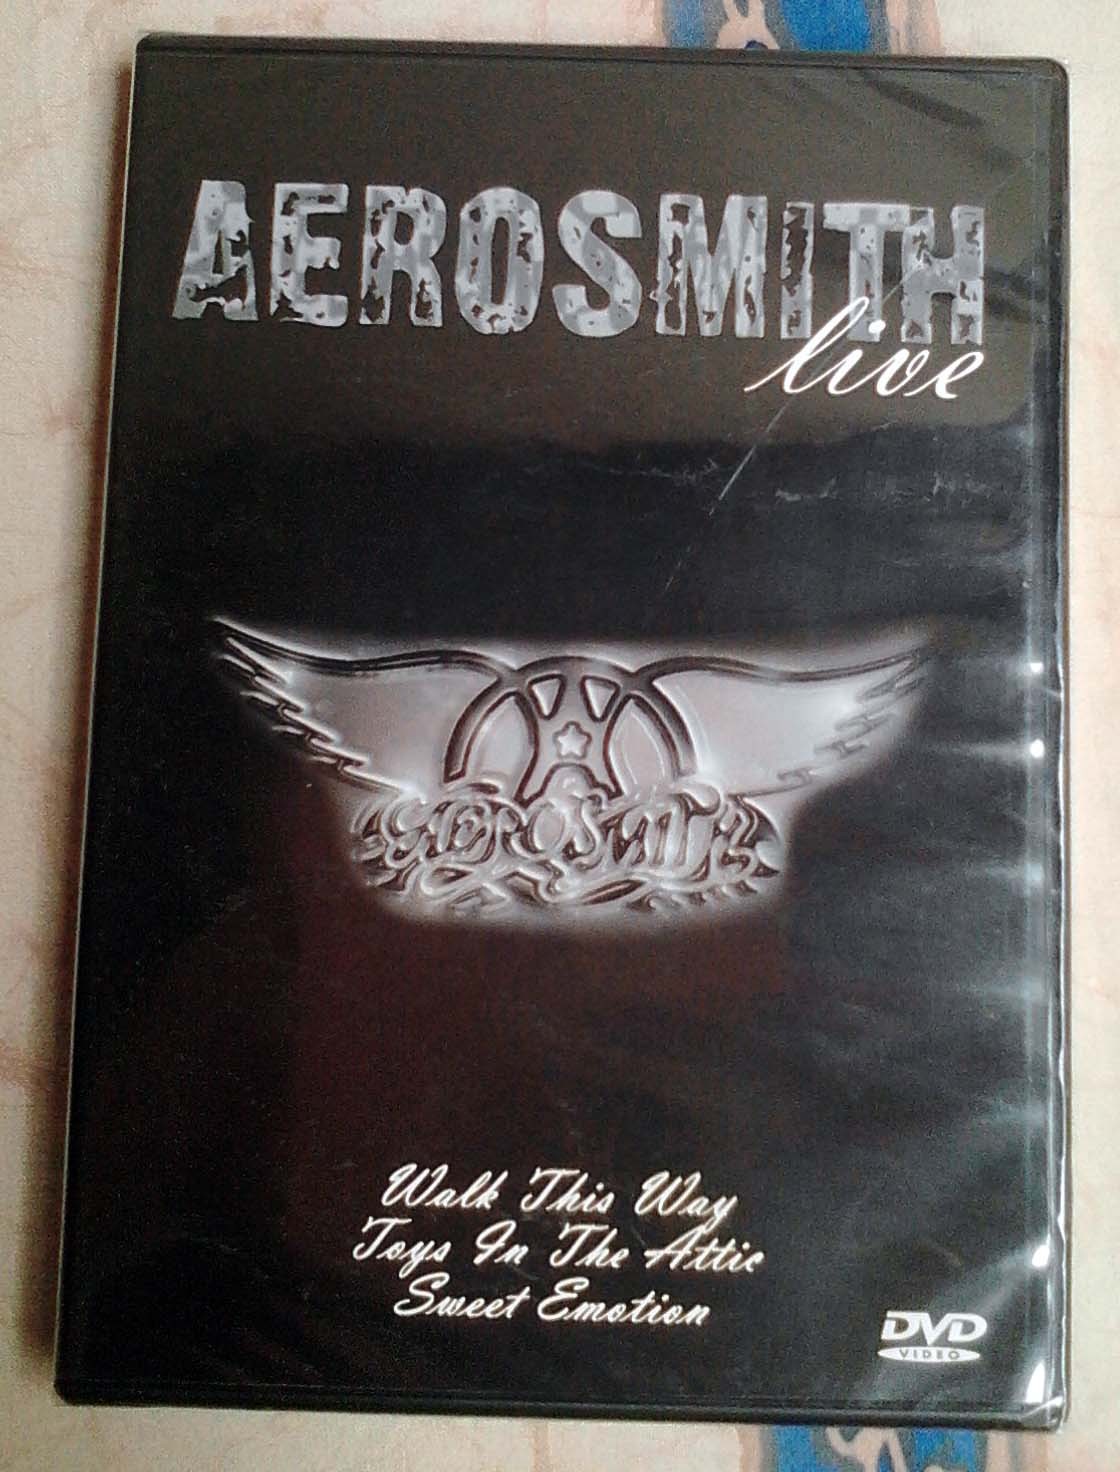 AEROSMITH
live
AEROSMITH
Walk This Way
Toys In The Attic
Sweet Emotion
DVD
VIDEO